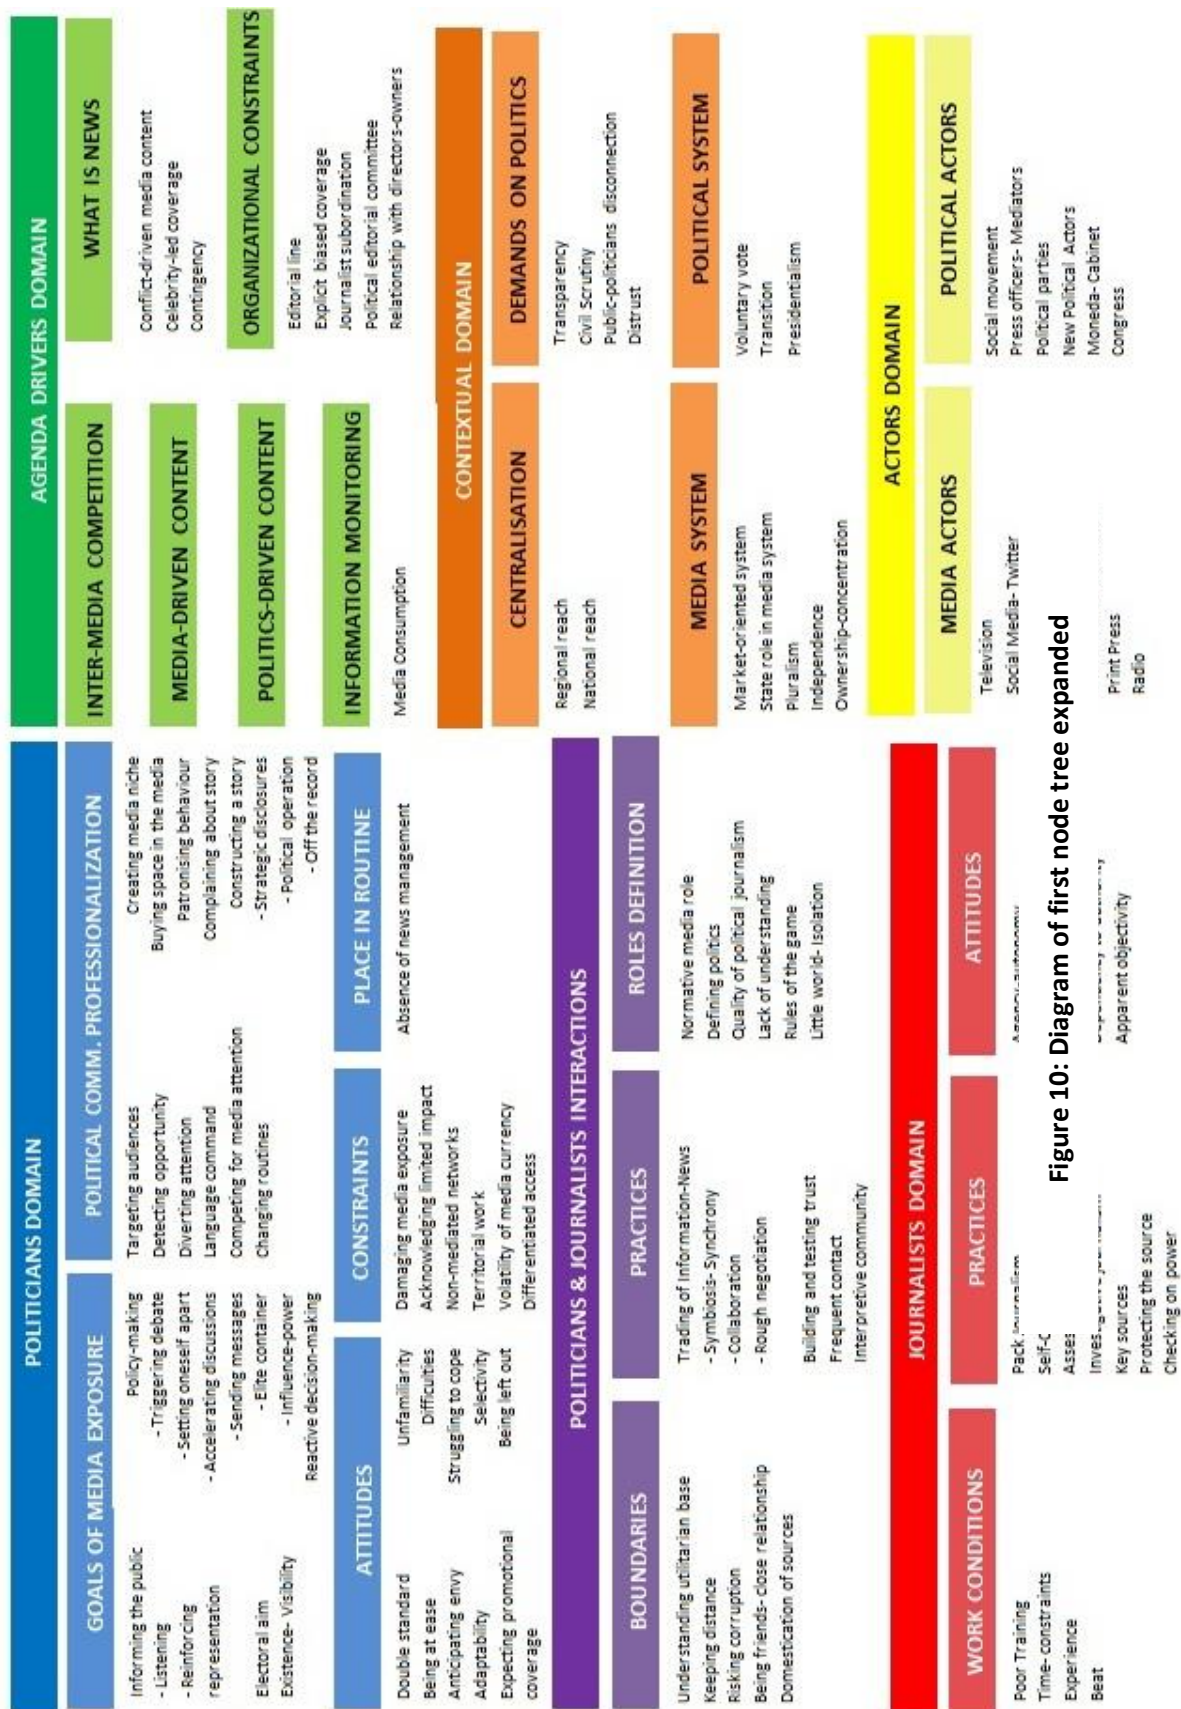 POLITICIANS DOMAIN
GOALS OF MEDIA EXPOSURE
Informing the public
- Listening
- Reinforcing
representation
Electoral aim
Existence- Visibility
Policy-making
- Triggering debate
- Setting oneself apart
- Accelerating discussions
- Sending messages
- Elite container
- Influence-power
Reactive decision-making
POLITICAL COMM. PROFESSIONALIZATION
Targeting audiences
Detecting opportunity
Diverting attention
Language command
Competing for media attention
Changing routines
Creating media niche
Buying space in the media
Patronising behaviour
Complaining about story
Constructing a story
- Strategic disclosures
- Political operation
- Off the record
ATTITUDES
Double standard
Being at ease
Anticipating envy
Adaptability
Expecting promotional
coverage
Unfamiliarity
Difficulties
Struggling to cope
Selectivity
Being left out
CONSTRAINTS
Damaging media exposure
Acknowledging limited impact
Non-mediated networks
Territorial work
Volatility of media currency
Differentiated access
PLACE IN ROUTINE
Absence of news management
POLITICIANS & JOURNALISTS INTERACTIONS
BOUNDARIES
Understanding utilitarian base
Keeping distance
Risking corruption
Being friends- close relationship
Domestication of sources
PRACTICES
Trading of Information-News
- Symbiosis- Synchrony
- Collaboration
- Rough negotiation
Building and testing trust
Frequent contact
Interpretive community
ROLES DEFINITION
Normative media role
Defining politics
Quality of political journalism
Lack of understanding
Rules of the game
Little world- Isolation
JOURNALISTS DOMAIN
WORK CONDITIONS
Poor Training
Time- constraints
Experience
Beat
PRACTICES
Pack journalism
Self-c
Asses
Key sources
Protecting the source
Checking on power
ATTITUDES
Apparent objectivity
AGENDA DRIVERS DOMAIN
INTER-MEDIA COMPETITION
MEDIA-DRIVEN CONTENT
POLITICS-DRIVEN CONTENT
INFORMATION MONITORING
Media Consumption
WHAT IS NEWS
Conflict-driven media content
Celebrity-led coverage
Contingency
ORGANIZATIONAL CONSTRAINTS
Editorial line
Explicit biased coverage
Journalist subordination
Political editorial committee
Relationship with directors-owners
CONTEXTUAL DOMAIN
CENTRALISATION
Regional reach
National reach
DEMANDS ON POLITICS
Transparency
Civil Scrutiny
Public-politicians disconnection
Distrust
MEDIA SYSTEM
Market-oriented system
State role in media system
Pluralism
Independence
Ownership-concentration
POLITICAL SYSTEM
Voluntary vote
Transition
Presidentialism
ACTORS DOMAIN
MEDIA ACTORS
Television
Social Media- Twitter
Print Press
Radio
POLITICAL ACTORS
Social movement
Press officers- Mediators
Political parties
New Political Actors
Moneda- Cabinet
Congress
Figure 10: Diagram of first node tree expanded